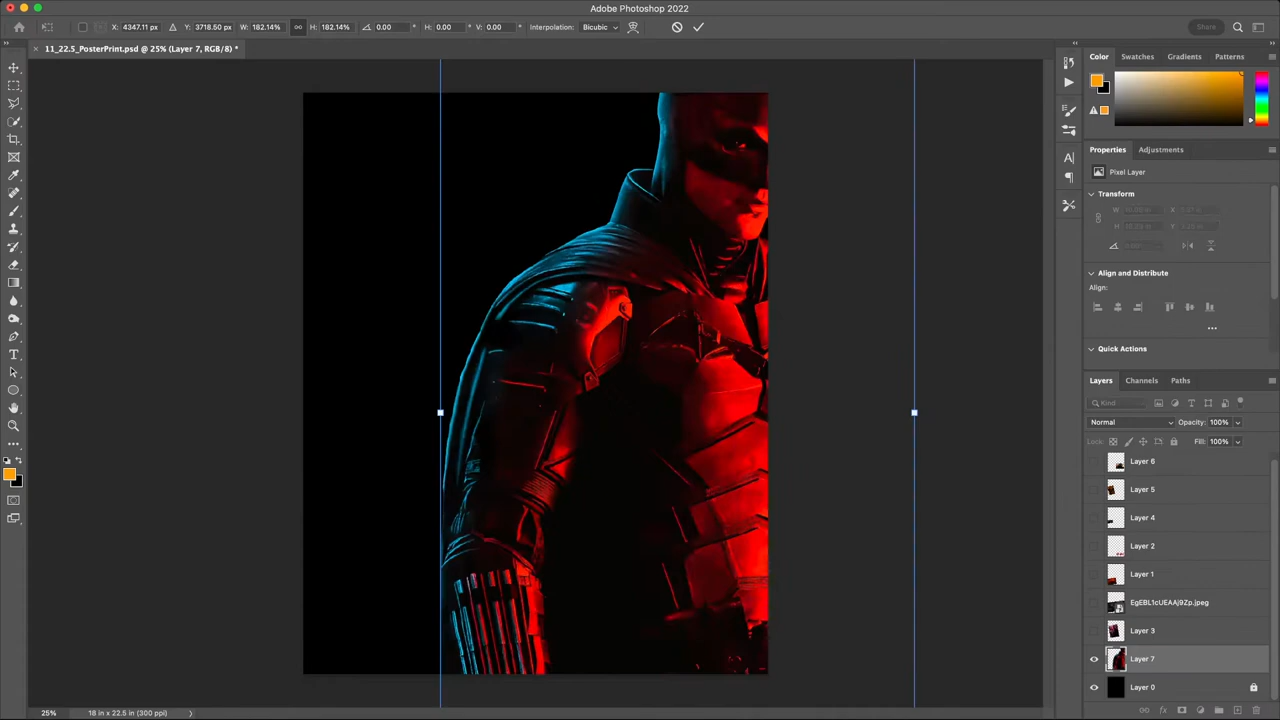 Adobe Photoshop 2022
X: 4347.11 px Y: 3718.50 px W: 182.14% H: 182.14% 0.00 ° H: 0.00 ° V: 0.00 ° Interpolation: Bicubic Share
× 11_22.5_PosterPrint.psd @ 25% (Layer 7, RGB/8) *
Color Swatches Gradients Patterns
Properties Adjustments
Pixel Layer
Transform
W X
H Y
0.00
Align and Distribute
Align:
Quick Actions
Layers Channels Paths
Kind
Normal Opacity: 100%
Lock: Fill: 100%
Layer 6
Layer 5
Layer 4
Layer 2
Layer 1
EgEBL1cUEAAj9Zp.jpeg
Layer 3
Layer 7
Layer 0
25% 18 in x 22.5 in (300 ppi)